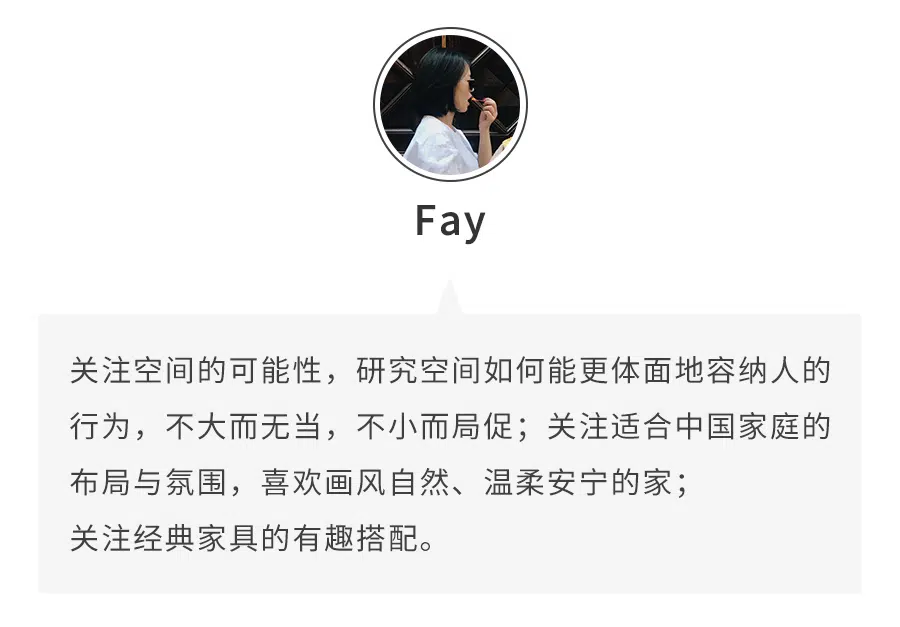 Fay
关注空间的可能性，研究空间如何能更体面地容纳人的
行为，不大而无当，不小而局促；关注适合中国家庭的
布局与氛围，喜欢画风自然、温柔安宁的家；
关注经典家具的有趣搭配。